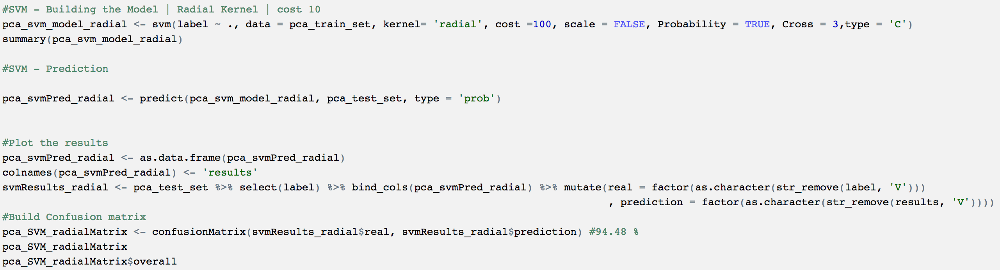 #SVM - Building the Model | Radial Kernel | cost 10
pca_svm_model_radial <- svm(label ~ ., data = pca_train_set, kernel= 'radial', cost =100, scale = FALSE, Probability = TRUE, Cross = 3,type = 'C')
summary(pca_svm_model_radial)
#SVM - Prediction
pca_svmPred_radial <- predict(pca_svm_model_radial, pca_test_set, type = 'prob')
#Plot the results
pca_svmPred_radial <- as.data.frame(pca_svmPred_radial)
colnames(pca_svmPred_radial) <- 'results'
svmResults_radial <- pca_test_set %>% select(label) %>% bind_cols(pca_svmPred_radial) %>% mutate(real = factor(as.character(str_remove(label, 'V')))
, prediction = factor(as.character(str_remove(results, 'V'))))
#Build Confusion matrix
pca_SVM_radialMatrix <- confusionMatrix(svmResults_radial$real, svmResults_radial$prediction) #94.48 %
pca_SVM_radialMatrix
pca_SVM_radialMatrix$overall